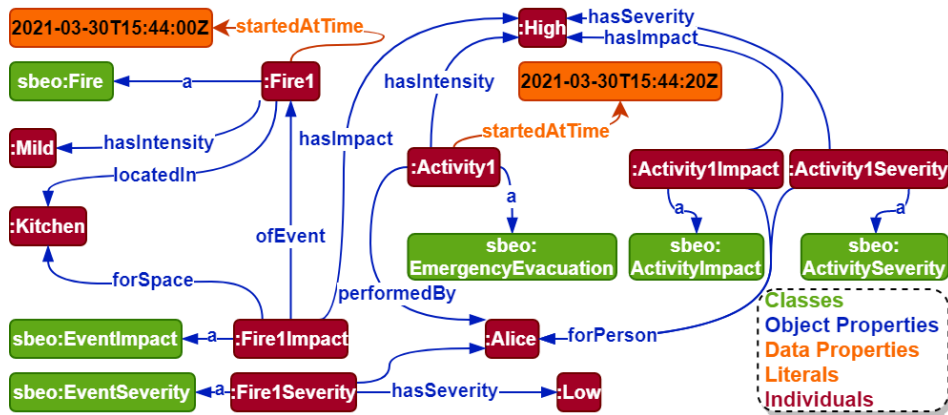 2021-03-30T15:44:00Z
startedAtTime
:High
hasSeverity
hasImpact
sbeo:Fire
a
:Fire1
hasIntensity
2021-03-30T15:44:20Z
hasImpact
startedAtTime
:Mild
hasIntensity
locatedIn
:Activity1
:Activity1Impact
:Activity1Severity
a
a
a
:Kitchen
ofEvent
sbeo:
EmergencyEvacuation
sbeo:
ActivityImpact
sbeo:
ActivitySeverity
forSpace
performedBy
Classes
Object Properties
Data Properties
Literals
Individuals
sbeo:EventImpact
a
:Fire1Impact
:Alice
forPerson
sbeo:EventSeverity
a
:Fire1Severity
hasSeverity
:Low